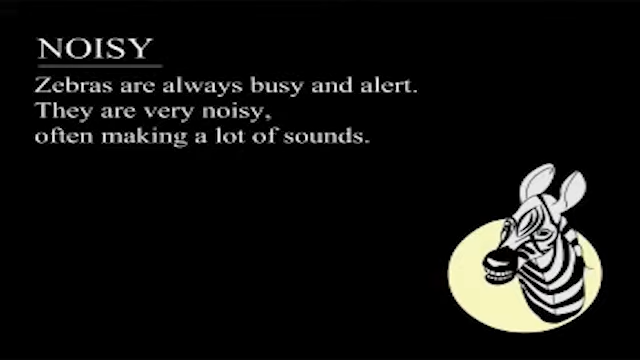 NOISY
Zebras are always busy and alert.
They are very noisy,
often making a lot of sounds.